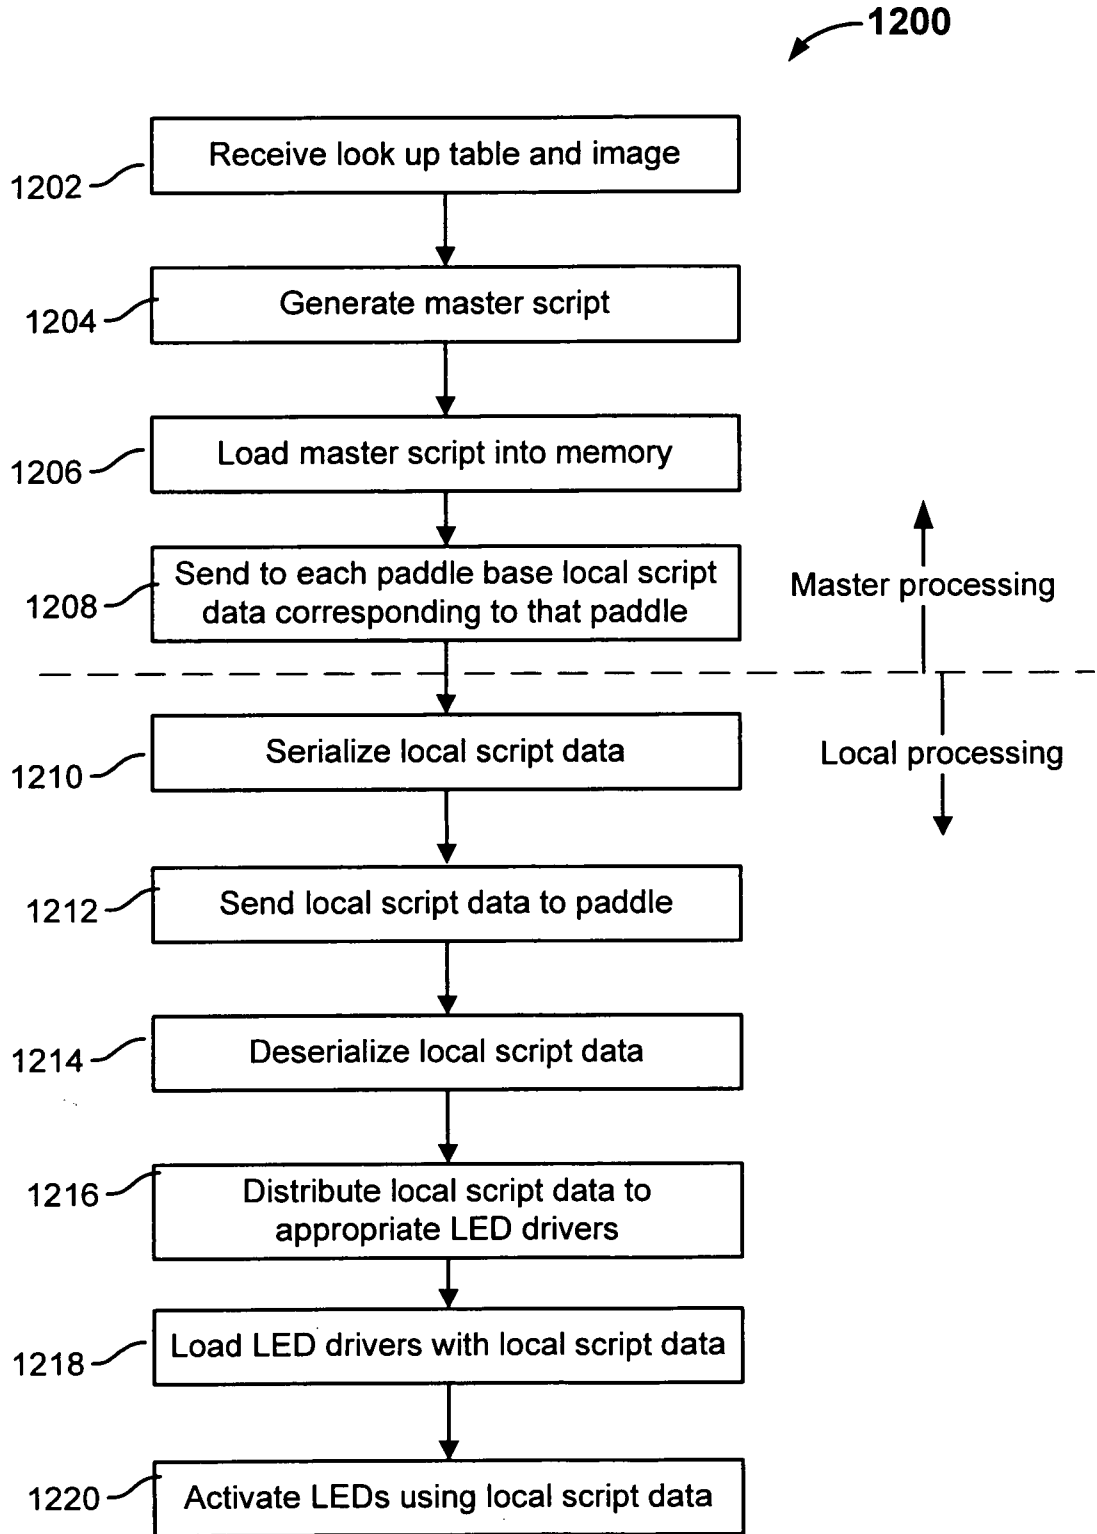 1200
Receive look up table and image
1202
Generate master script
1204
Load master script into memory
1206
Send to each paddle base local script
data corresponding to that paddle
1208
Master processing
Serialize local script data
1210
Local processing
Send local script data to paddle
1212
Deserialize local script data
1214
Distribute local script data to
appropriate LED drivers
1216
Load LED drivers with local script data
1218
Activate LEDs using local script data
1220